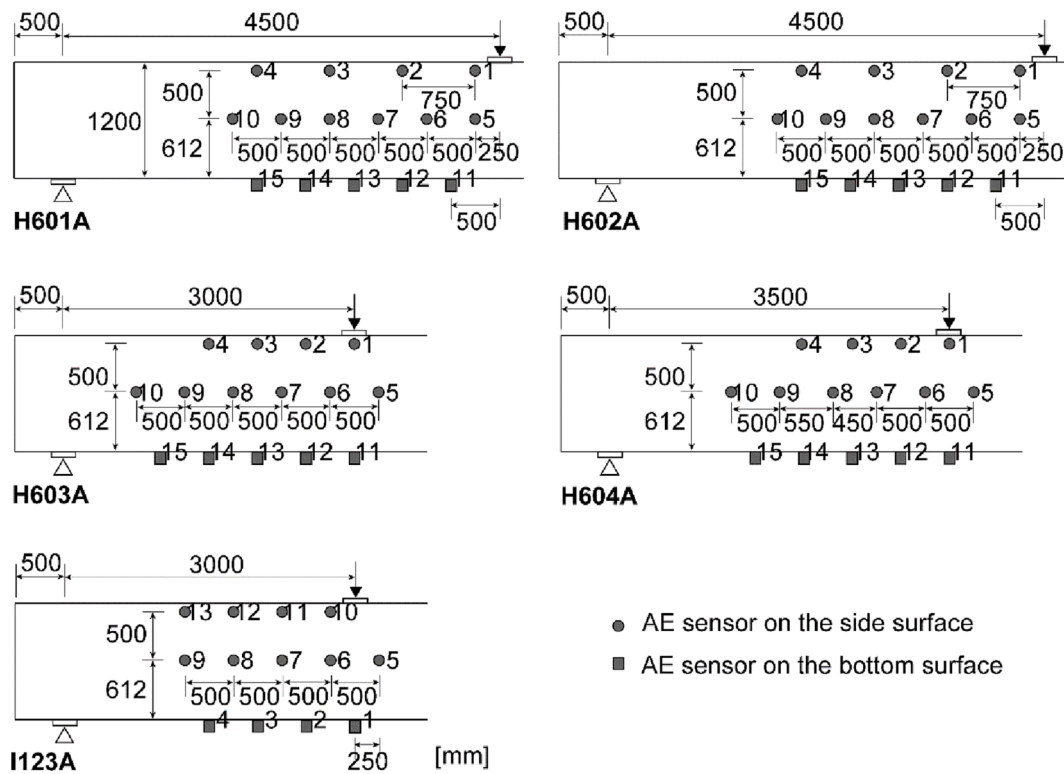 500 4500
4 3 2 1
500 750
1200
10 9 8 7 6 5
612 500 500 500 500 500 250
15 14 13 12 11
H601A 500
500 4500
4 3 2 1
500 750
10 9 8 7 6 5
612 500 500 500 500 500 250
15 14 13 12 11
H602A 500
500 3000
4 3 2 1
500
10 9 8 7 6 5
612 500 500 500 500 500
15 14 13 12 11
H603A
500 3500
4 3 2 1
500
10 9 8 7 6 5
612 500 550 450 500 500
15 14 13 12 11
H604A
500 3000
13 12 11 10
500
9 8 7 6 5
612 500 500 500 500
4 3 2 1
I123A 250 [mm]
AE sensor on the side surface
AE sensor on the bottom surface